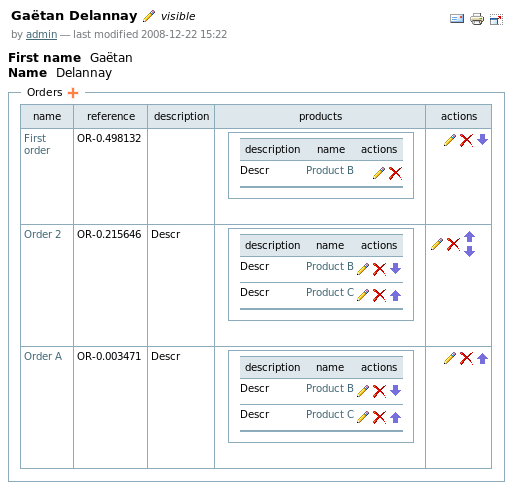 Gaëtan Delannay visible
by admin — last modified 2008-12-22 15:22
First name Gaëtan
Name Delannay
Orders
name reference description products actions
First order OR-0.498132
description name actions
Descr Product B
Order 2 OR-0.215646 Descr
description name actions
Descr Product B
Descr Product C
Order A OR-0.003471 Descr
description name actions
Descr Product B
Descr Product C